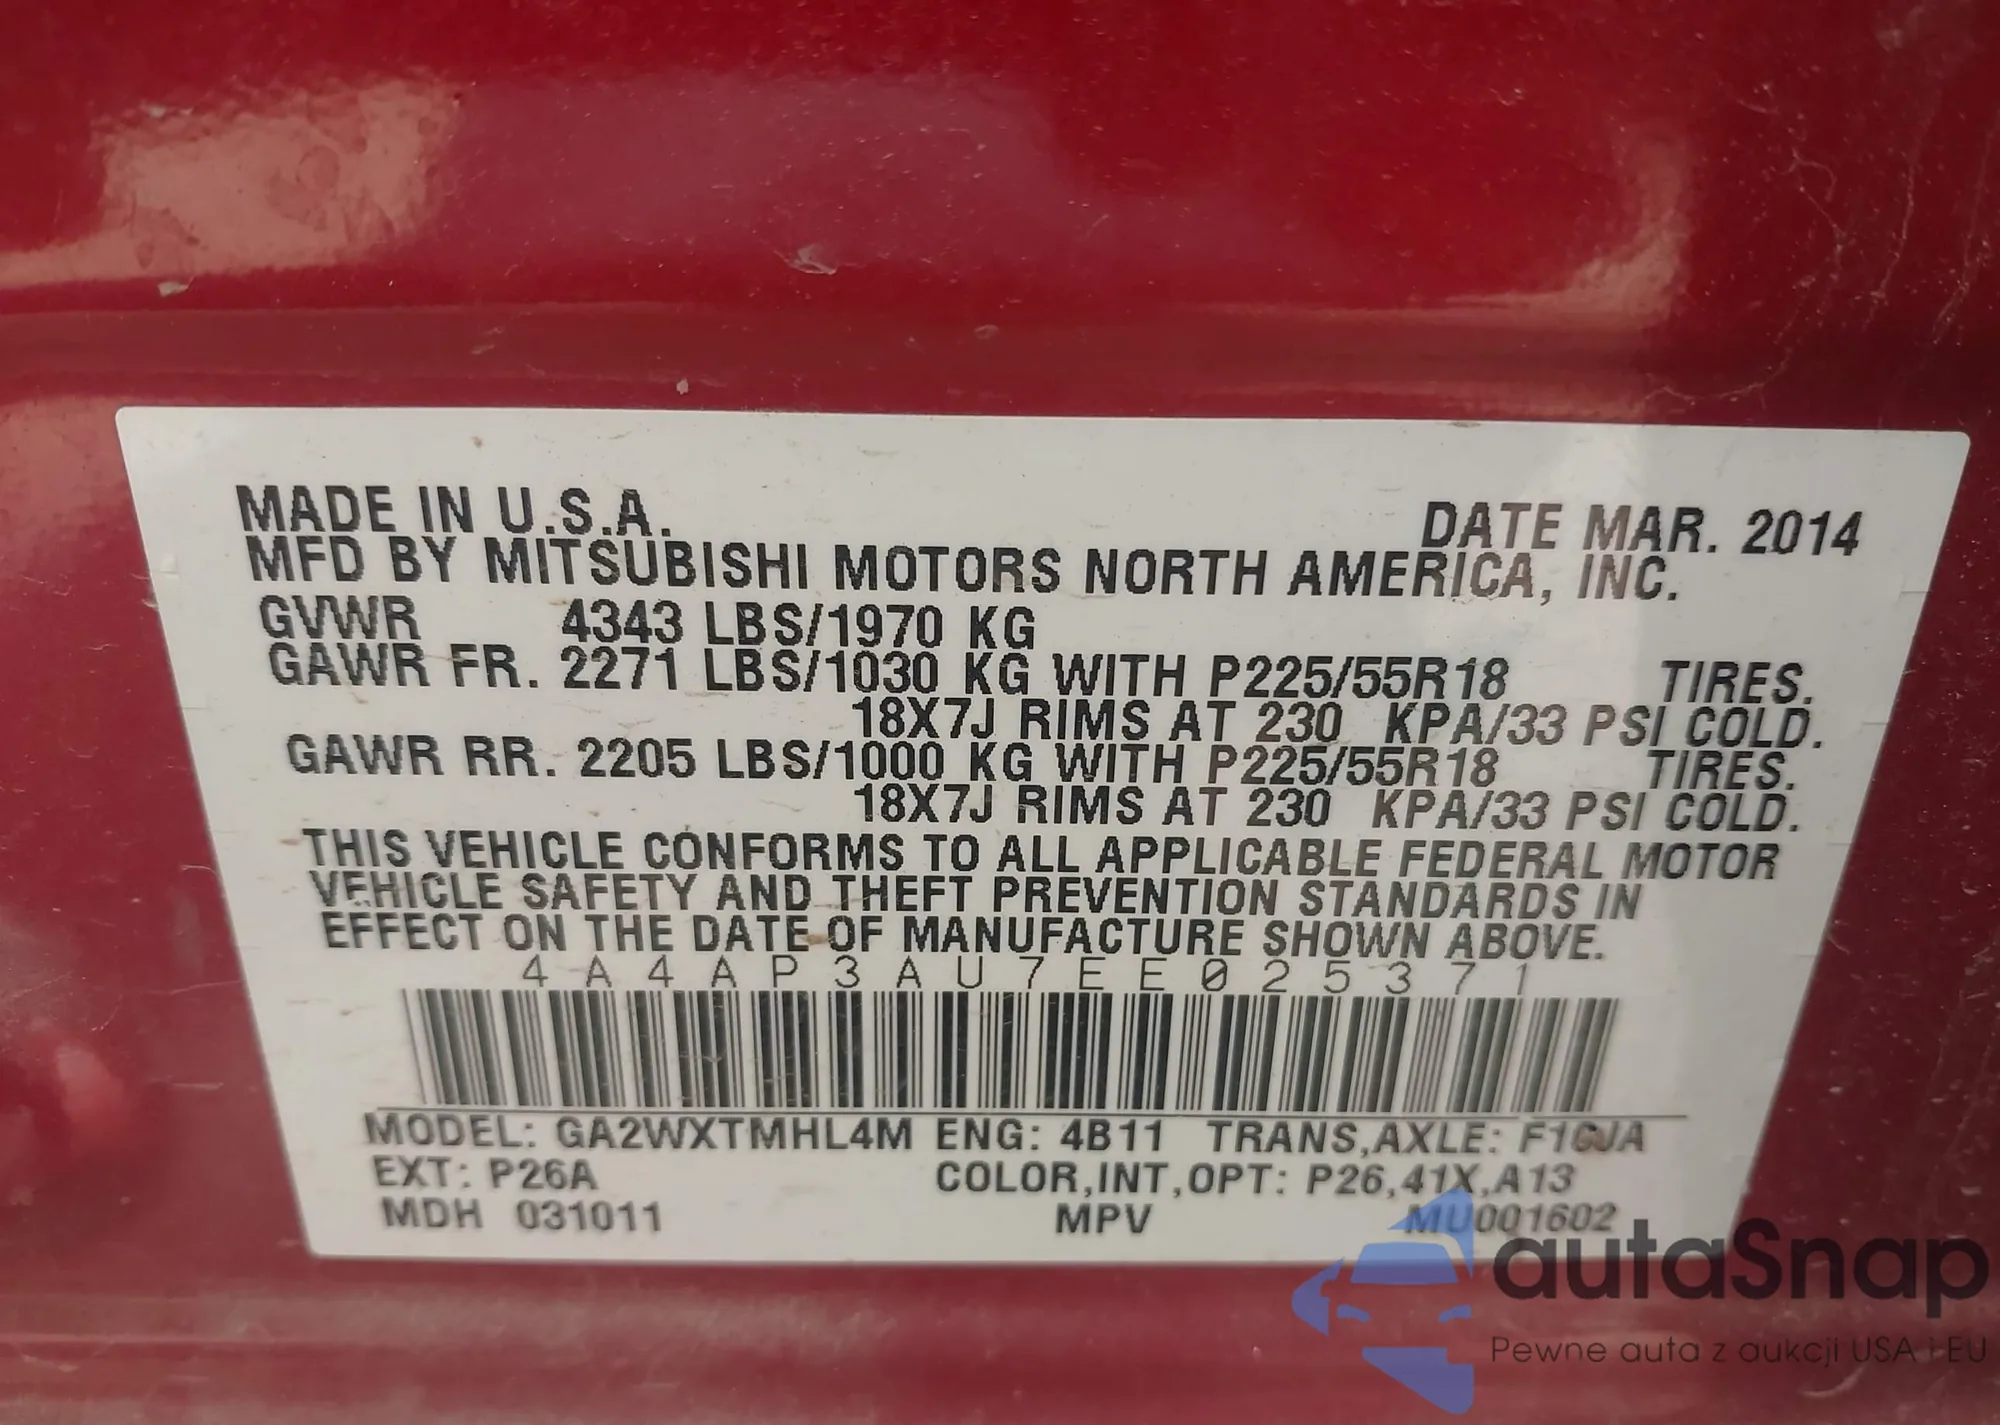 MADE IN U.S.A. DATE MAR. 2014
MFD BY MITSUBISHI MOTORS NORTH AMERICA, INC.
GVWR 4343 LBS/1970 KG
GAWR FR. 2271 LBS/1030 KG WITH P225/55R18 TIRES.
18X7J RIMS AT 230 KPA/33 PSI COLD.
GAWR RR. 2205 LBS/1000 KG WITH P225/55R18 TIRES.
18X7J RIMS AT 230 KPA/33 PSI COLD.
THIS VEHICLE CONFORMS TO ALL APPLICABLE FEDERAL MOTOR
VEHICLE SAFETY AND THEFT PREVENTION STANDARDS IN
EFFECT ON THE DATE OF MANUFACTURE SHOWN ABOVE.
4A4AP3AU7EE025371
MODEL: GA2WXTMHL4M ENG: 4B11 TRANS,AXLE:
EXT: P26A COLOR,INT,OPT: P26,41X,A13
MDH 031011 MPV MU001602
autaSnap
Pewne auta z aukcji USA i EU